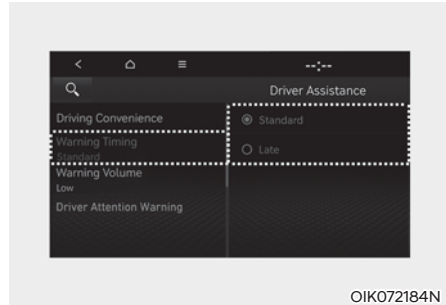 --:--
Driver Assistance
Driving Convenience
Warning Timing
Standard
Warning Volume
Low
Driver Attention Warning
Standard
Late
OIK072184N